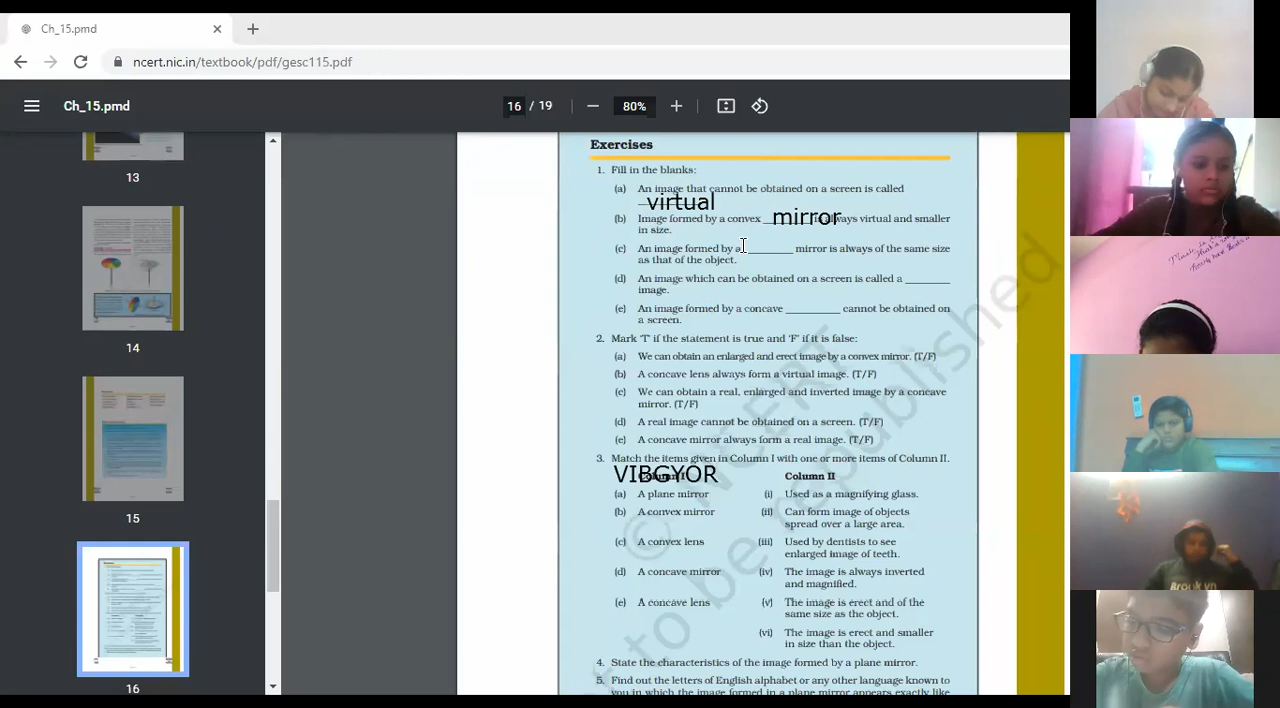 Ch_15.pmd
ncert.nic.in/textbook/pdf/gesc115.pdf
Ch_15.pmd
16 / 19
80%
13
14
15
16
Exercises
1. Fill in the blanks:
(a) An image that cannot be obtained on a screen is called
virtual
(b) Image formed by a convex ________ is always virtual and smaller
mirror
in size.
(c) An image formed by a ________ mirror is always of the same size
as that of the object.
(d) An image which can be obtained on a screen is called a ________
image.
(e) An image formed by a concave ________ cannot be obtained on
a screen.
2. Mark 'T' if the statement is true and 'F' if it is false:
(a) We can obtain an enlarged and erect image by a convex mirror. (T/F)
(b) A concave lens always form a virtual image. (T/F)
(c) We can obtain a real, enlarged and inverted image by a concave
mirror. (T/F)
(d) A real image cannot be obtained on a screen. (T/F)
(e) A concave mirror always form a real image. (T/F)
3. Match the items given in Column I with one or more items of Column II.
VIBGYOR
Column I Column II
(a) A plane mirror (i) Used as a magnifying glass.
(b) A convex mirror (ii) Can form image of objects
spread over a large area.
(c) A convex lens (iii) Used by dentists to see
enlarged image of teeth.
(d) A concave mirror (iv) The image is always inverted
and magnified.
(e) A concave lens (v) The image is erect and of the
same size as the object.
(vi) The image is erect and smaller
in size than the object.
4. State the characteristics of the image formed by a plane mirror.
5. Find out the letters of English alphabet or any other language known to
you in which the image formed in a plane mirror appears exactly like
© NCERT
not to be republished